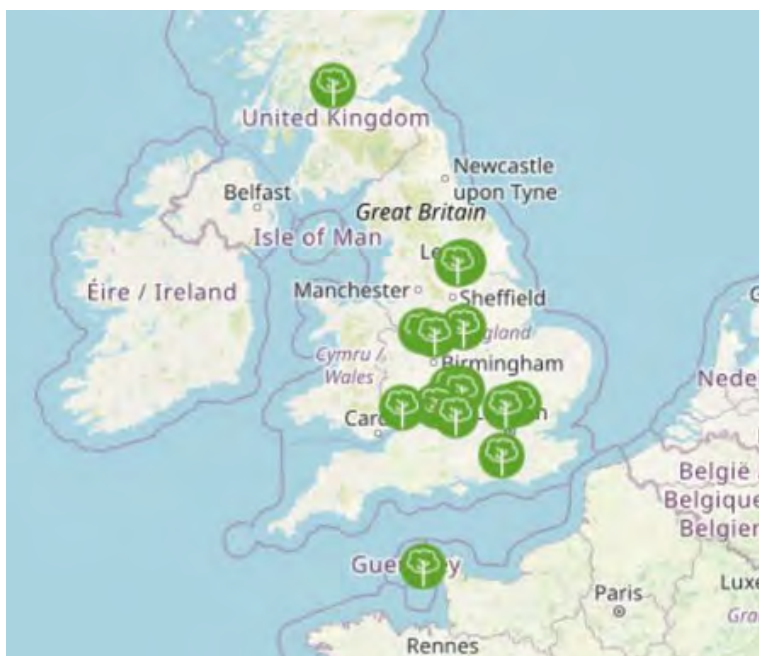 United Kingdom
Newcastle
upon Tyne
Belfast
Great Britain
Isle of Man
Éire / Ireland
Manchester
Sheffield
Cymru /
Wales
Birmingham
Nede
België
Belgique
Belgien
Paris
Luxe
Gra
Rennes